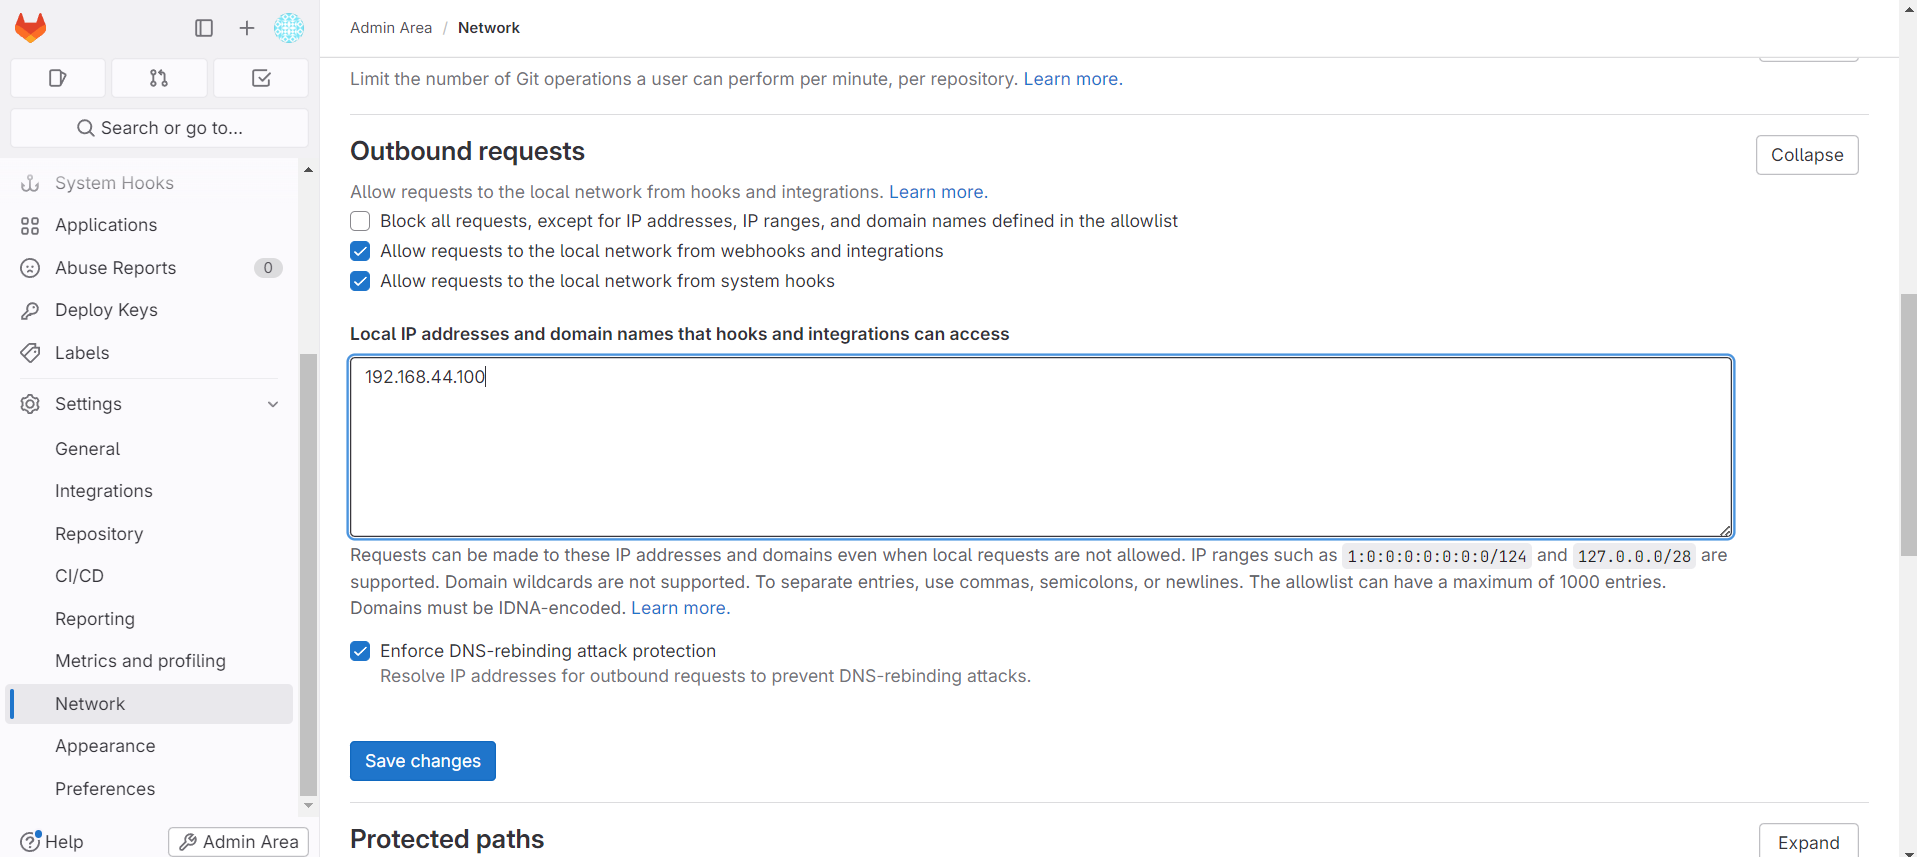 Search or go to...
System Hooks
Applications
Abuse Reports 0
Deploy Keys
Labels
Settings
General
Integrations
Repository
CI/CD
Reporting
Metrics and profiling
Network
Appearance
Preferences
Help
Admin Area
Admin Area / Network
Limit the number of Git operations a user can perform per minute, per repository. Learn more.
Outbound requests
Collapse
Allow requests to the local network from hooks and integrations. Learn more.
Block all requests, except for IP addresses, IP ranges, and domain names defined in the allowlist
Allow requests to the local network from webhooks and integrations
Allow requests to the local network from system hooks
Local IP addresses and domain names that hooks and integrations can access
192.168.44.100
Requests can be made to these IP addresses and domains even when local requests are not allowed. IP ranges such as 1:0:0:0:0:0:0:0/124 and 127.0.0.0/28 are
supported. Domain wildcards are not supported. To separate entries, use commas, semicolons, or newlines. The allowlist can have a maximum of 1000 entries.
Domains must be IDNA-encoded. Learn more.
Enforce DNS-rebinding attack protection
Resolve IP addresses for outbound requests to prevent DNS-rebinding attacks.
Save changes
Protected paths
Expand